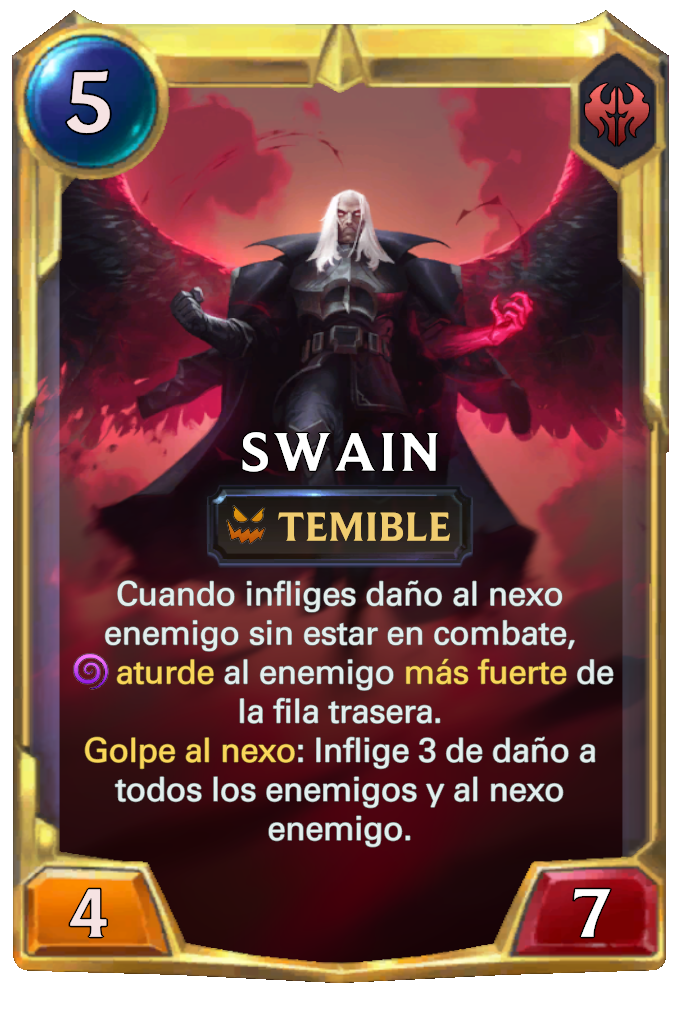 5
SWAIN
TEMIBLE
Cuando infliges daño al nexo
enemigo sin estar en combate,
aturde al enemigo más fuerte de
la fila trasera.
Golpe al nexo: Inflige 3 de daño a
todos los enemigos y al nexo
enemigo.
4
7